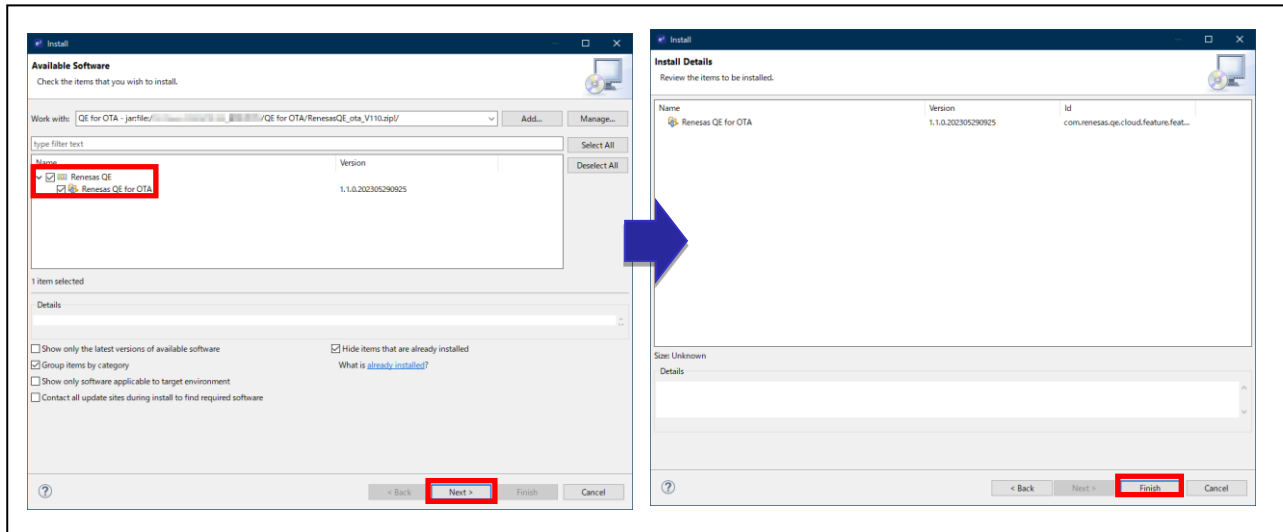 Install
Available Software
Check the items that you wish to install.
Work with: QE for OTA - jar:file:/ /QE for OTA/RenesasQE_ota_V110.zip!/ Add... Manage...
type filter text Select All
Name Version Deselect All
Renesas QE
Renesas QE for OTA 1.1.0.202305290925
1 item selected
Details
Show only the latest versions of available software Hide items that are already installed
Group items by category What is already installed?
Show only software applicable to target environment
Contact all update sites during install to find required software
< Back Next > Finish Cancel
Install
Install Details
Review the items to be installed.
Name Version Id
Renesas QE for OTA 1.1.0.202305290925 com.renesas.qe.cloud.feature.feat...
Size: Unknown
Details
< Back Next > Finish Cancel